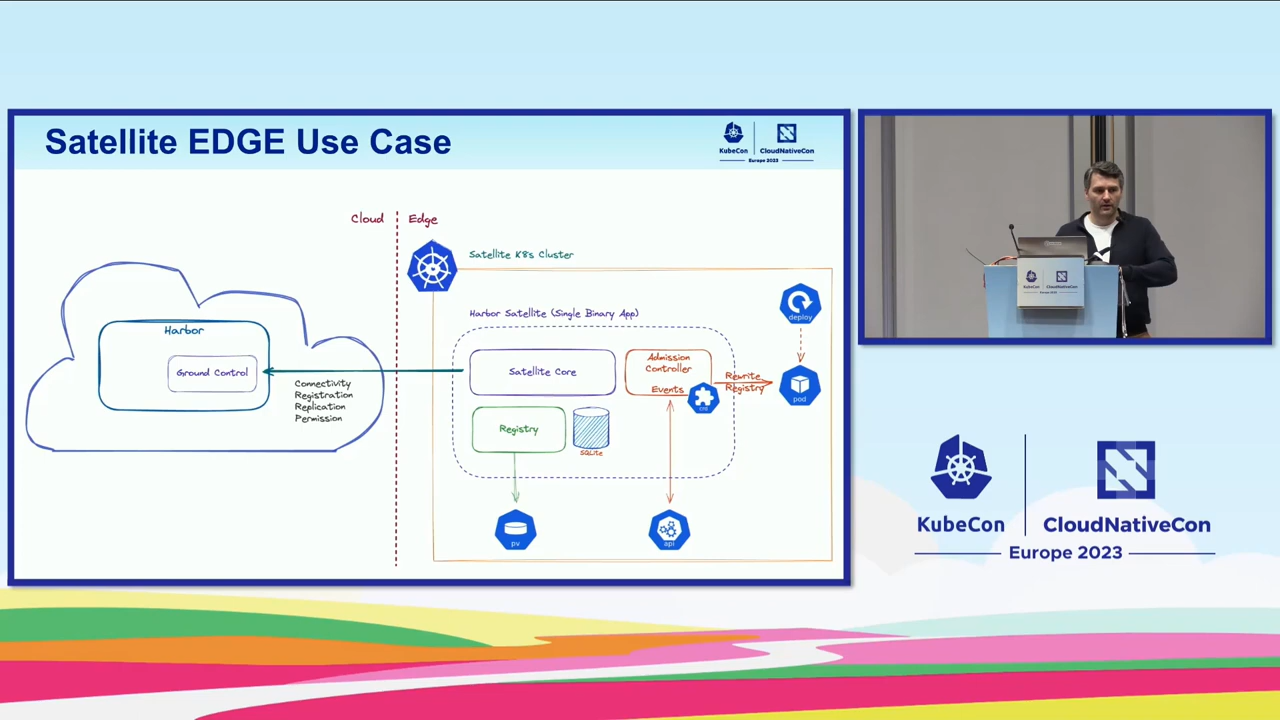 Satellite EDGE Use Case
KubeCon
CloudNativeCon
Europe 2023
Cloud
Edge
Satellite K8s Cluster
Harbor Satellite (Single Binary App)
deploy
Harbor
Ground Control
Connectivity
Registration
Replication
Permission
Satellite Core
Admission
Controller
Events
crd
Rewrite
Registry
pod
Registry
SQLite
pv
api
KubeCon
CloudNativeCon
Europe 2023